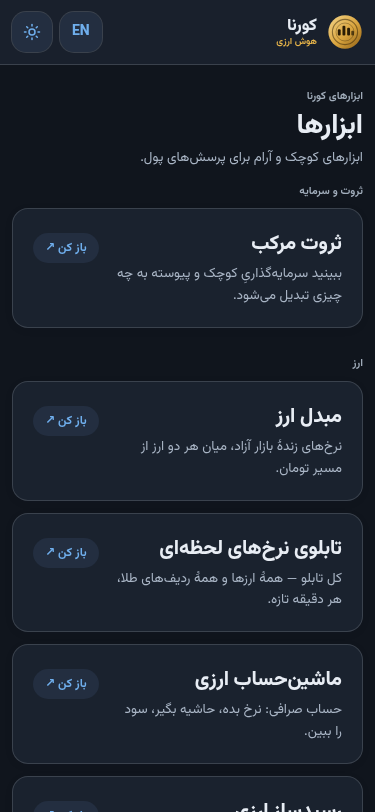 کورنا
هوش ارزی
EN
ابزارهای کورنا
ابزارها
ابزارهای کوچک و آرام برای پرسش‌های پول.
ثروت و سرمایه
ثروت مرکب
باز کن ↗
ببینید سرمایه‌گذاریِ کوچک و پیوسته به چه
چیزی تبدیل می‌شود.
ارز
مبدل ارز
باز کن ↗
نرخ‌های زندهٔ بازار آزاد، میان هر دو ارز از
مسیر تومان.
تابلوی نرخ‌های لحظه‌ای
باز کن ↗
کل تابلو — همهٔ ارزها و همهٔ ردیف‌های طلا،
هر دقیقه تازه.
ماشین‌حساب ارزی
باز کن ↗
حساب صرافی: نرخ بده، حاشیه بگیر، سود
را ببین.
رسیدساز ارزی